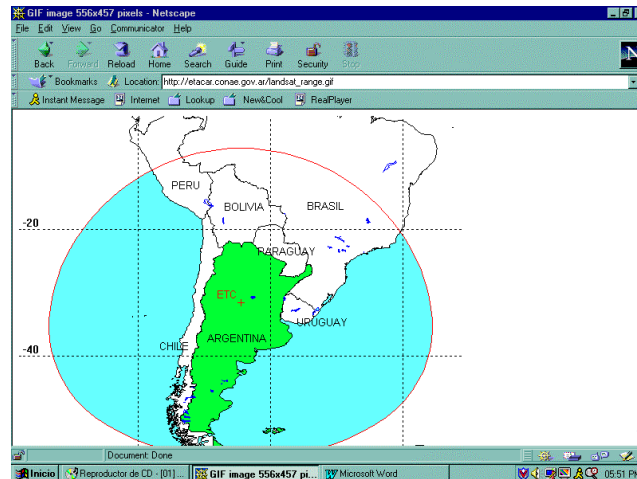 GIF image 556x457 pixels - Netscape
File Edit View Go Communicator Help
Back Forward Reload Home Search Guide Print Security Stop
N
Bookmarks Location: http://etacar.conae.gov.ar/landsat_range.gif
Instant Message Internet Lookup New&Cool RealPlayer
PERU
BOLIVIA
BRASIL
-20
PARAGUAY
ETC
URUGUAY
ARGENTINA
CHILE
-40
Document: Done
Inicio Reproductor de CD - [01]... GIF image 556x457 pi... Microsoft Word 05:51 PM